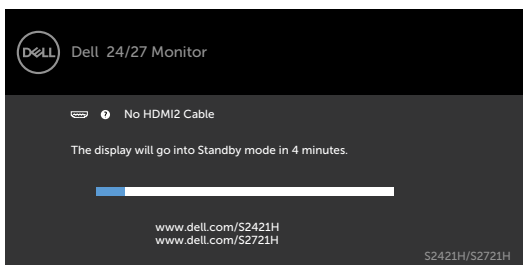 DELL
Dell 24/27 Monitor
? No HDMI2 Cable
The display will go into Standby mode in 4 minutes.
www.dell.com/S2421H
www.dell.com/S2721H
S2421H/S2721H